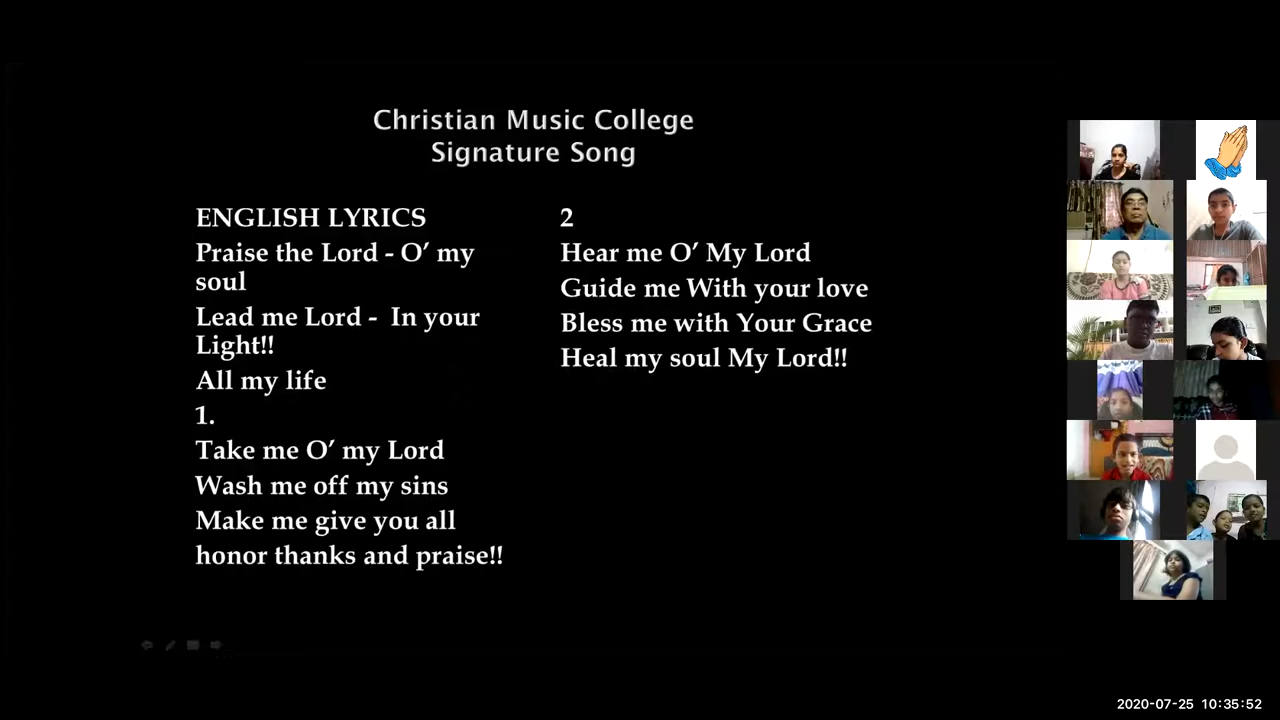 Christian Music College
Signature Song
ENGLISH LYRICS
Praise the Lord - O’ my
soul
Lead me Lord -  In your
Light!!
All my life
1.
Take me O’ my Lord
Wash me off my sins
Make me give you all
honor thanks and praise!!
2
Hear me O’ My Lord
Guide me With your love
Bless me with Your Grace
Heal my soul My Lord!!
2020-07-25 10:35:52